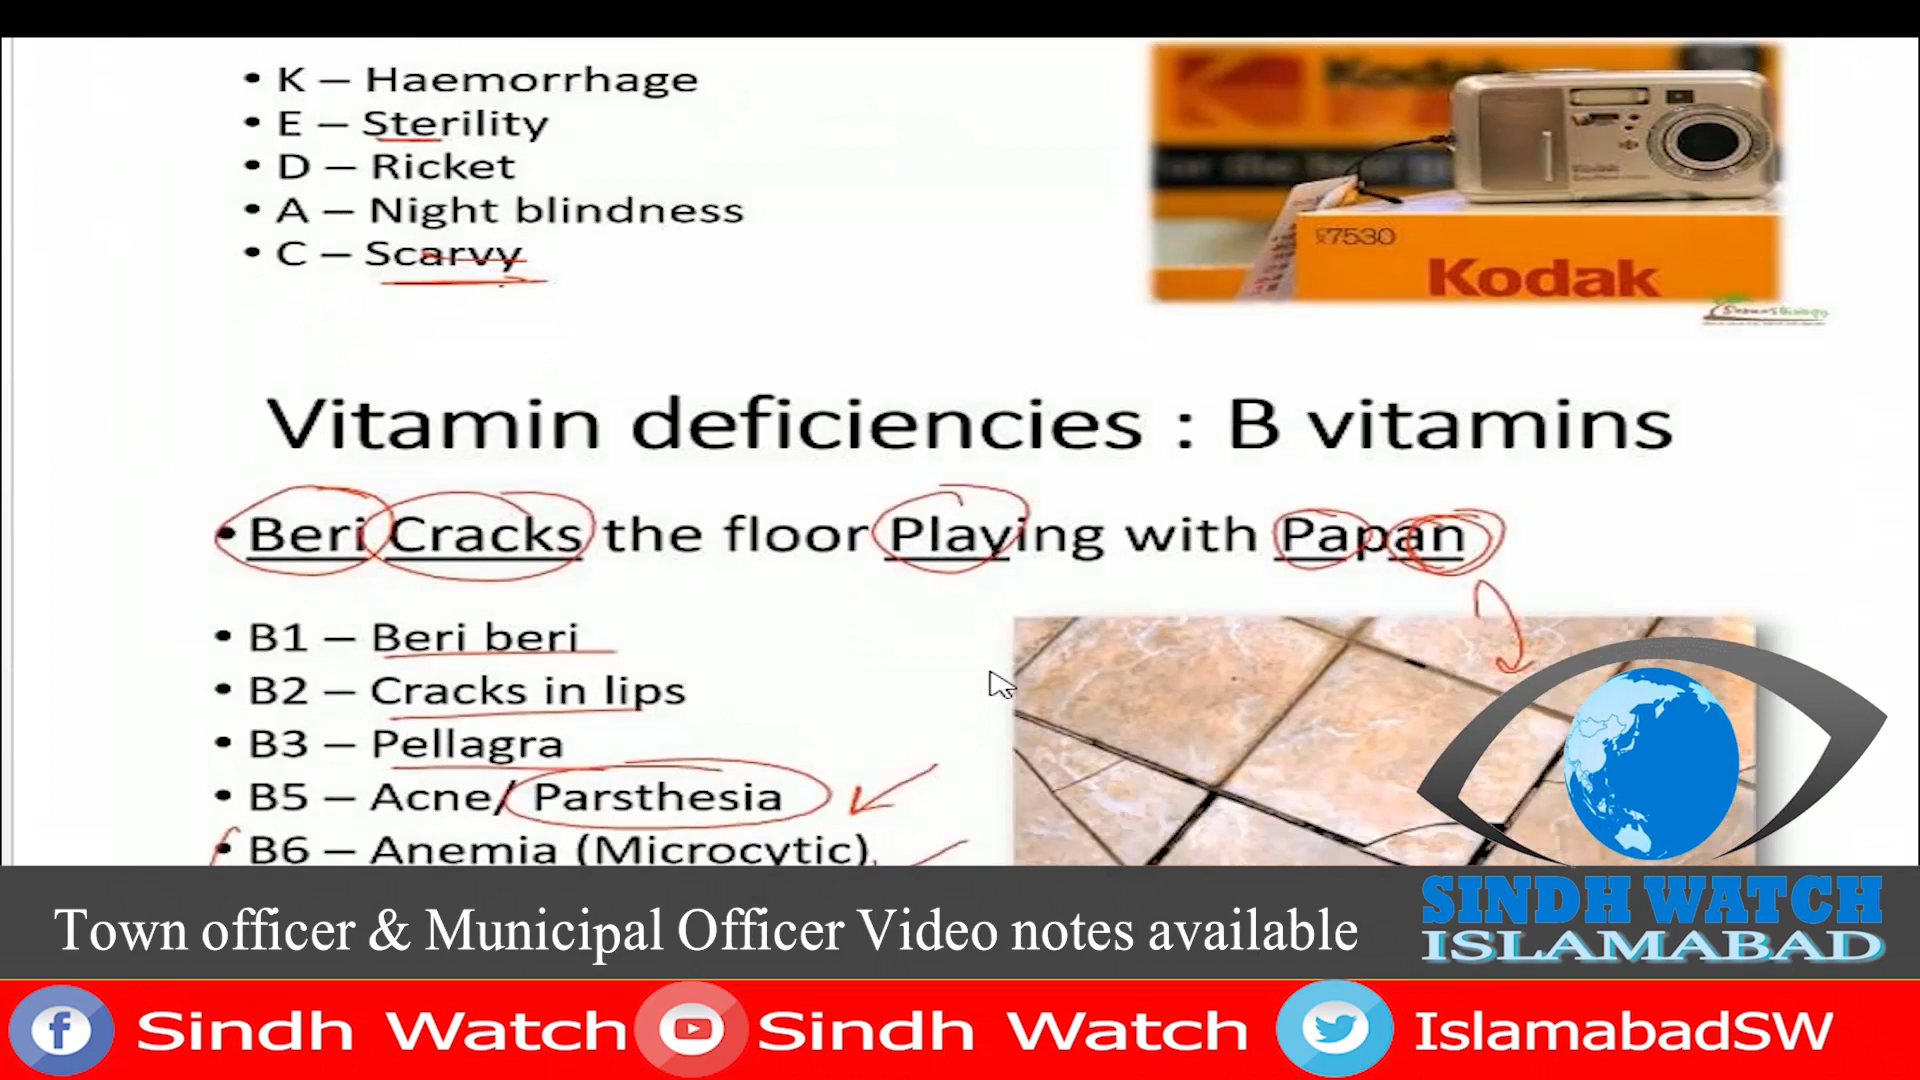 • K – Haemorrhage
• E – Sterility
• D – Ricket
• A – Night blindness
• C – Scarvy
Kodak
7530
Kodak
Vitamin deficiencies : B vitamins
• Beri Cracks the floor Playing with Papan
• B1 – Beri beri
• B2 – Cracks in lips
• B3 – Pellagra
• B5 – Acne/ Parsthesia
• B6 – Anemia (Microcytic)
Town officer & Municipal Officer Video notes available
SINDH WATCH
ISLAMABAD
Sindh Watch
Sindh Watch
IslamabadSW